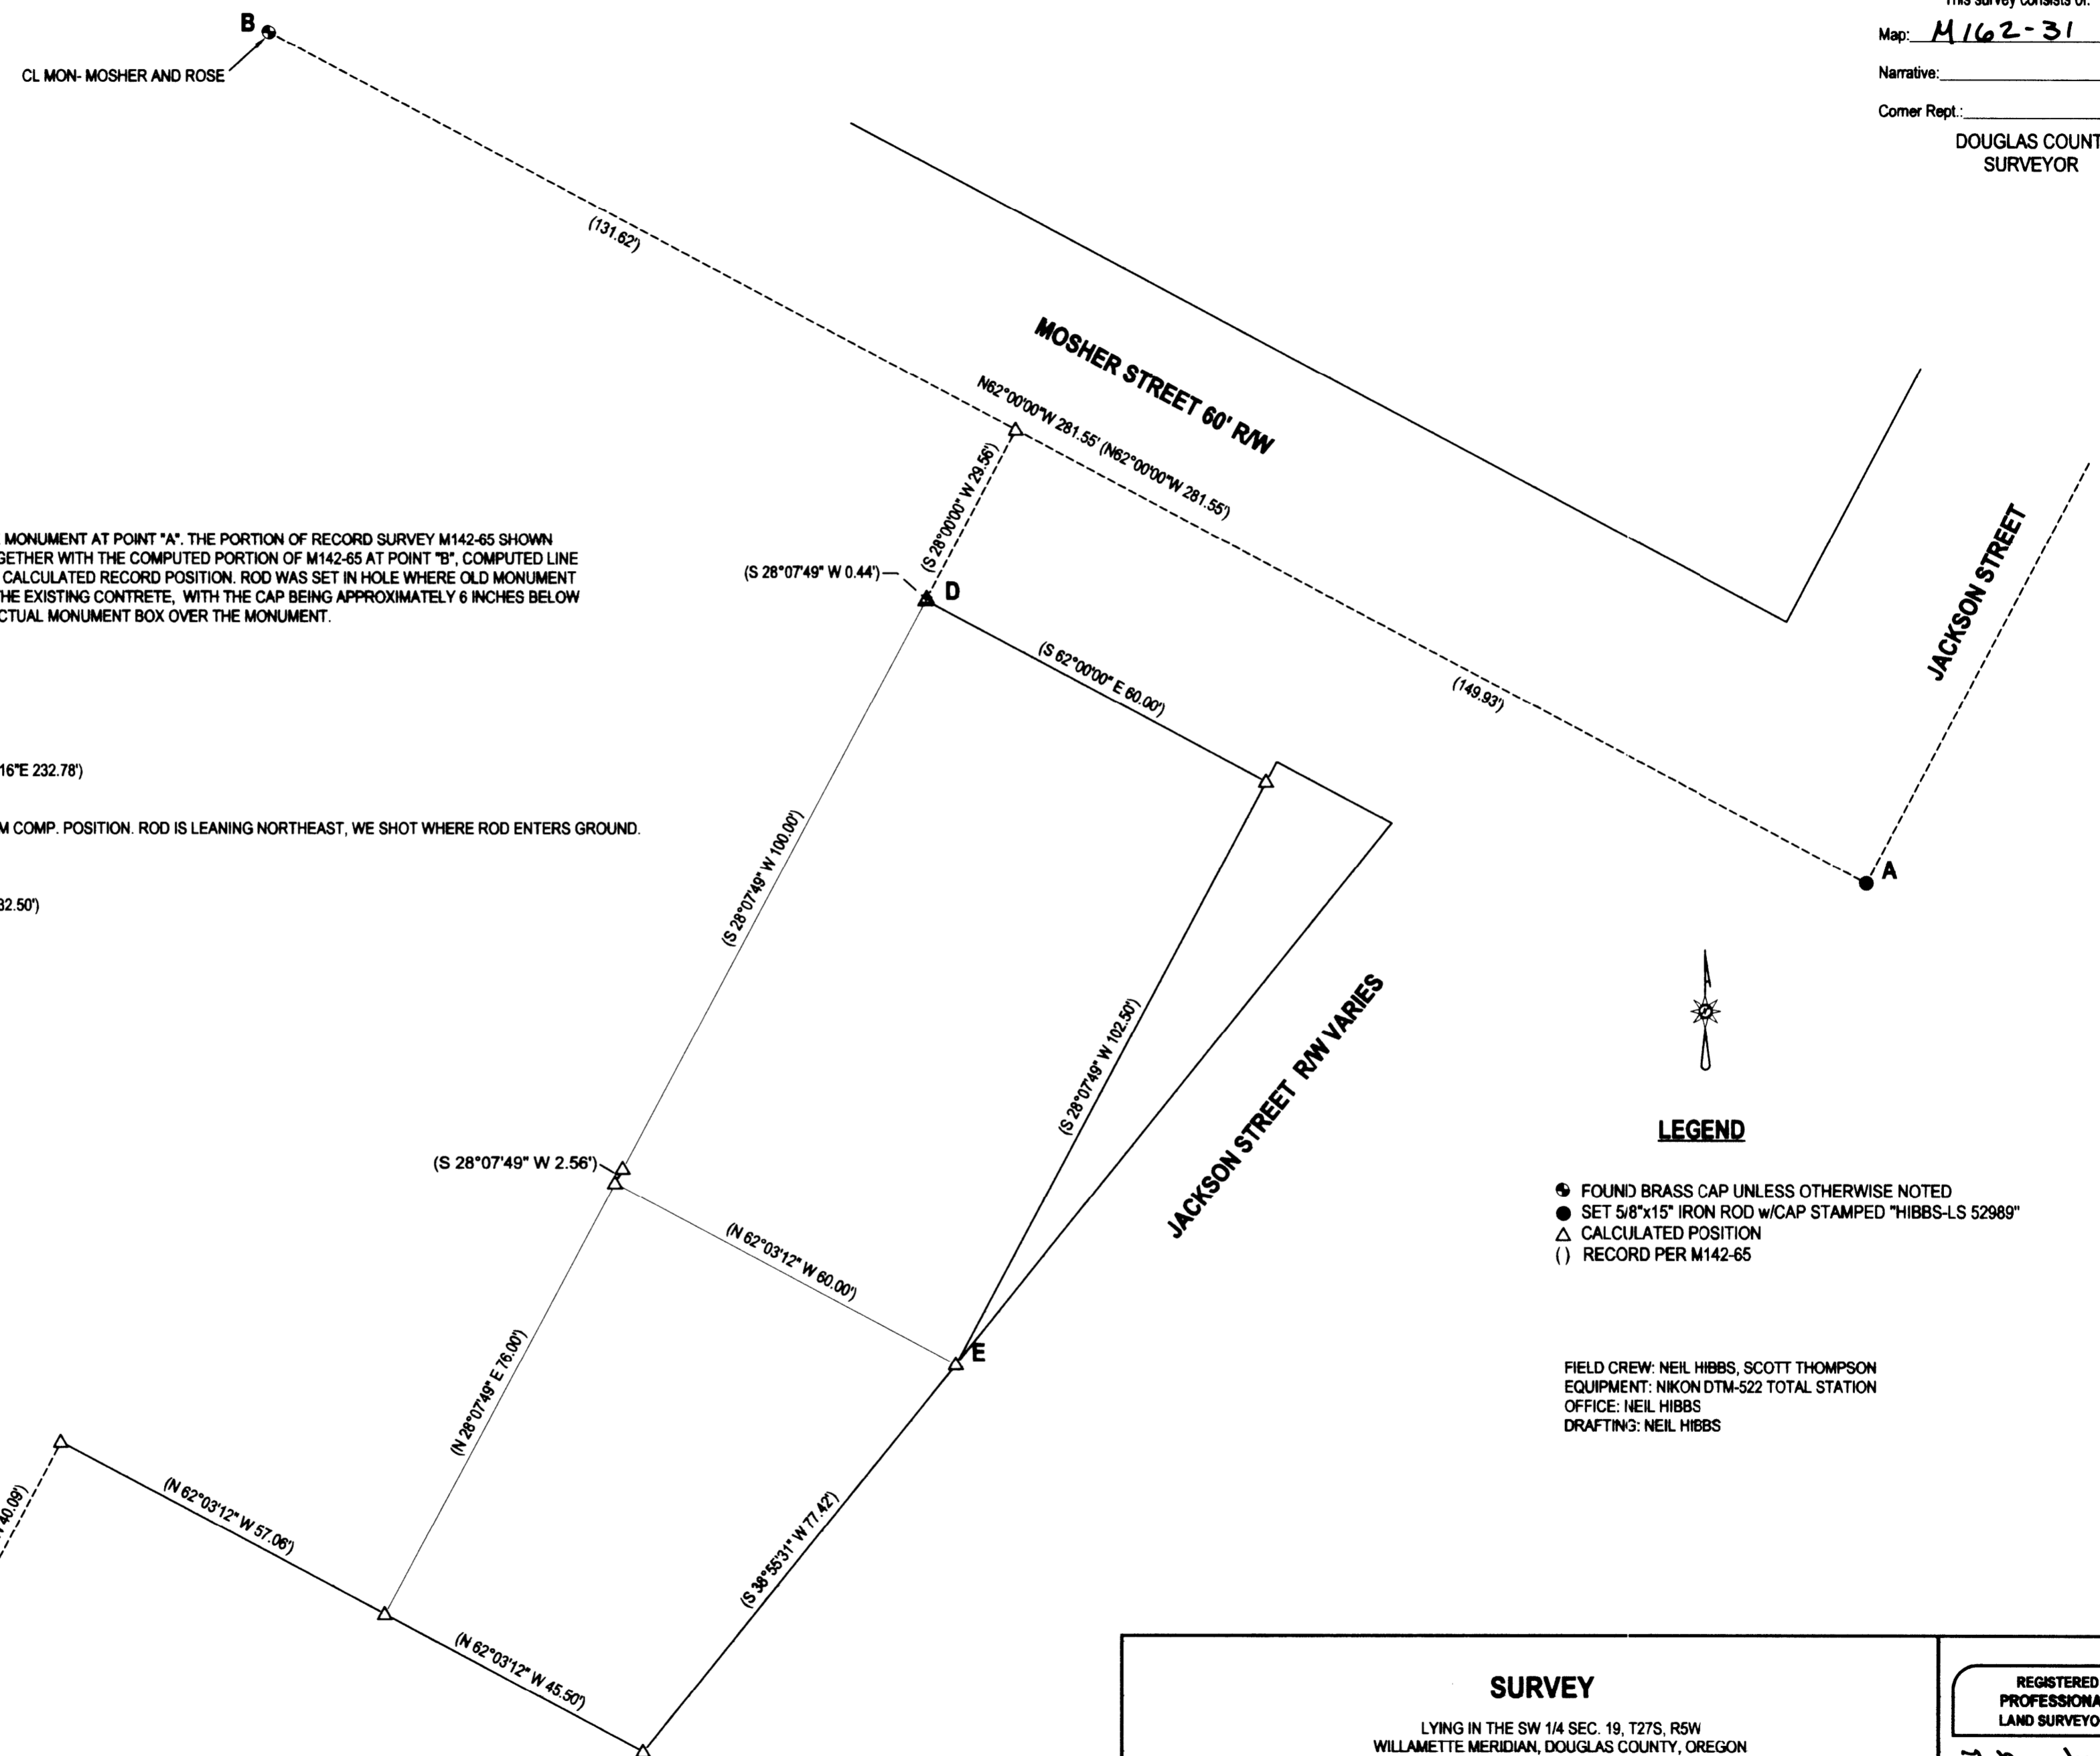 This survey consists of:
Map: M162-31
Narrative:
Corner Rept.:
DOUGLAS COUNT
SURVEYOR
B
CL MON- MOSHER AND ROSE
(131.62')
MOSHER STREET 60' R/W
N62°00'00"W 281.55' (N62°00'00"W 281.55')
(S 28°00'00" W 29.56')
(S 28°07'49" W 0.44')
D
(S 62°00'00" E 60.00')
(149.93')
JACKSON STREET
A
MONUMENT AT POINT "A". THE PORTION OF RECORD SURVEY M142-65 SHOWN
GETHER WITH THE COMPUTED PORTION OF M142-65 AT POINT "B", COMPUTED LINE
CALCULATED RECORD POSITION. ROD WAS SET IN HOLE WHERE OLD MONUMENT
HE EXISTING CONTRETE, WITH THE CAP BEING APPROXIMATELY 6 INCHES BELOW
CTUAL MONUMENT BOX OVER THE MONUMENT.
16"E 232.78')
M COMP. POSITION. ROD IS LEANING NORTHEAST, WE SHOT WHERE ROD ENTERS GROUND.
32.50')
(S 28°07'49" W 100.00')
(S 28°07'49" W 102.50')
JACKSON STREET R/W VARIES
(S 28°07'49" W 2.56')
(N 62°03'12" W 60.00')
E
(N 28°07'49" E 76.00')
(S 38°55'31" W 77.42')
40.09')
(N 62°03'12" W 57.06')
(N 62°03'12" W 45.50')
LEGEND
FOUND BRASS CAP UNLESS OTHERWISE NOTED
SET 5/8"x15" IRON ROD w/CAP STAMPED "HIBBS-LS 52989"
CALCULATED POSITION
( ) RECORD PER M142-65
FIELD CREW: NEIL HIBBS, SCOTT THOMPSON
EQUIPMENT: NIKON DTM-522 TOTAL STATION
OFFICE: NEIL HIBBS
DRAFTING: NEIL HIBBS
SURVEY
LYING IN THE SW 1/4 SEC. 19, T27S, R5W
WILLAMETTE MERIDIAN, DOUGLAS COUNTY, OREGON
REGISTERED
PROFESSIONA
LAND SURVEYO